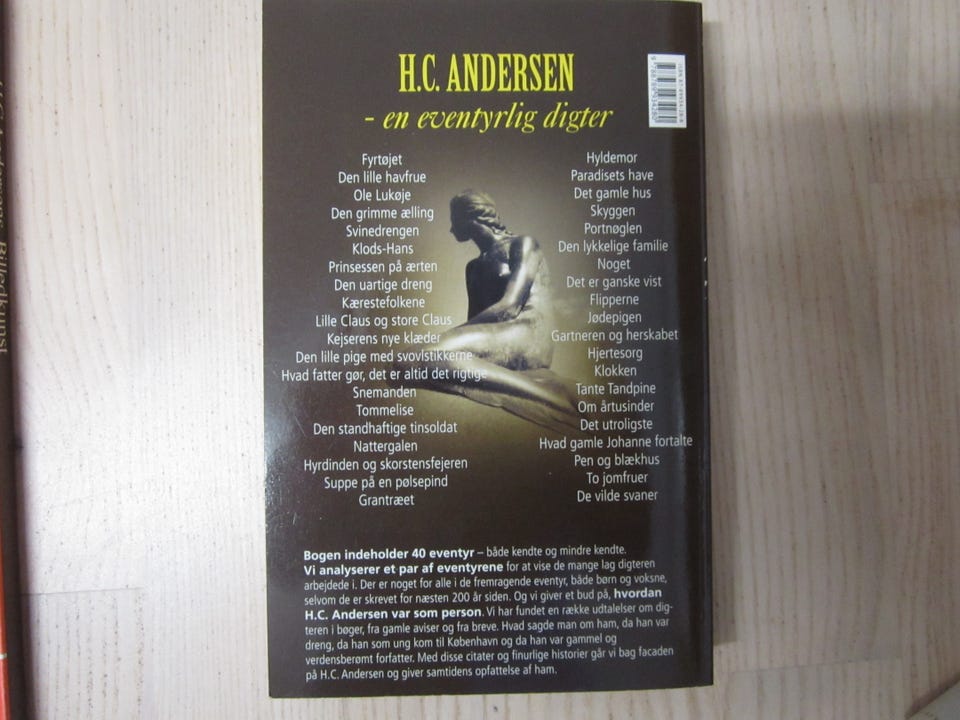 H.C. ANDERSEN
- en eventyrlig digter
Fyrtøjet
Den lille havfrue
Ole Lukøje
Den grimme ælling
Svinedrengen
Klods-Hans
Prinsessen på ærten
Den uartige dreng
Kærestefolkene
Lille Claus og store Claus
Kejserens nye klæder
Den lille pige med svovlstikkerne
Hvad fatter gør, det er altid det rigtige
Snemanden
Tommelise
Den standhaftige tinsoldat
Nattergalen
Hyrdinden og skorstensfejeren
Suppe på en pølsepind
Grantræet
Hyldemor
Paradisets have
Det gamle hus
Skyggen
Portnøglen
Den lykkelige familie
Noget
Det er ganske vist
Flipperne
Jødepigen
Gartneren og herskabet
Hjertesorg
Klokken
Tante Tandpine
Om årtusinder
Det utroligste
Hvad gamle Johanne fortalte
Pen og blækhus
To jomfruer
De vilde svaner
Bogen indeholder 40 eventyr – både kendte og mindre kendte.
Vi analyserer et par af eventyrene for at vise de mange lag digteren
arbejdede i. Der er noget for alle i de fremragende eventyr, både børn og voksne,
selvom de er skrevet for næsten 200 år siden. Og vi giver et bud på, hvordan
H.C. Andersen var som person. Vi har fundet en række udtalelser om dig-
teren i bøger, fra gamle aviser og fra breve. Hvad sagde man om ham, da han var
dreng, da han som ung kom til København og da han var gammel og
verdensberømt forfatter. Med disse citater og finurlige historier går vi bag facaden
på H.C. Andersen og giver samtidens opfattelse af ham.
Billedkunst